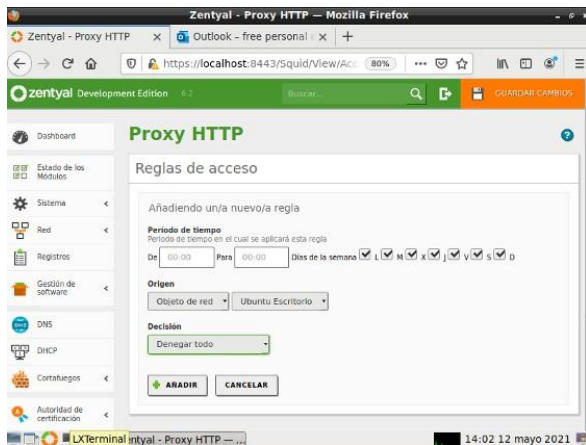 Zentyal - Proxy HTTP — Mozilla Firefox
Zentyal - Proxy HTTP
Outlook – free personal
https://localhost:8443/Squid/View/Acc
80%
zentyal Development Edition 6.2
Buscar...
GUARDAR CAMBIOS
Dashboard
Estado de los Módulos
Sistema
Red
Registros
Gestión de software
DNS
DHCP
Cortafuegos
Autoridad de certificación
Proxy HTTP
Reglas de acceso
Añadiendo un/a nuevo/a regla
Período de tiempo
Período de tiempo en el cual se aplicará esta regla
De 00:00 Para 00:00 Días de la semana L M X J V S D
Origen
Objeto de red Ubuntu Escritorio
Decisión
Denegar todo
AÑADIR CANCELAR
LXTerminal
entyal - Proxy HTTP — ...
14:02 12 mayo 2021